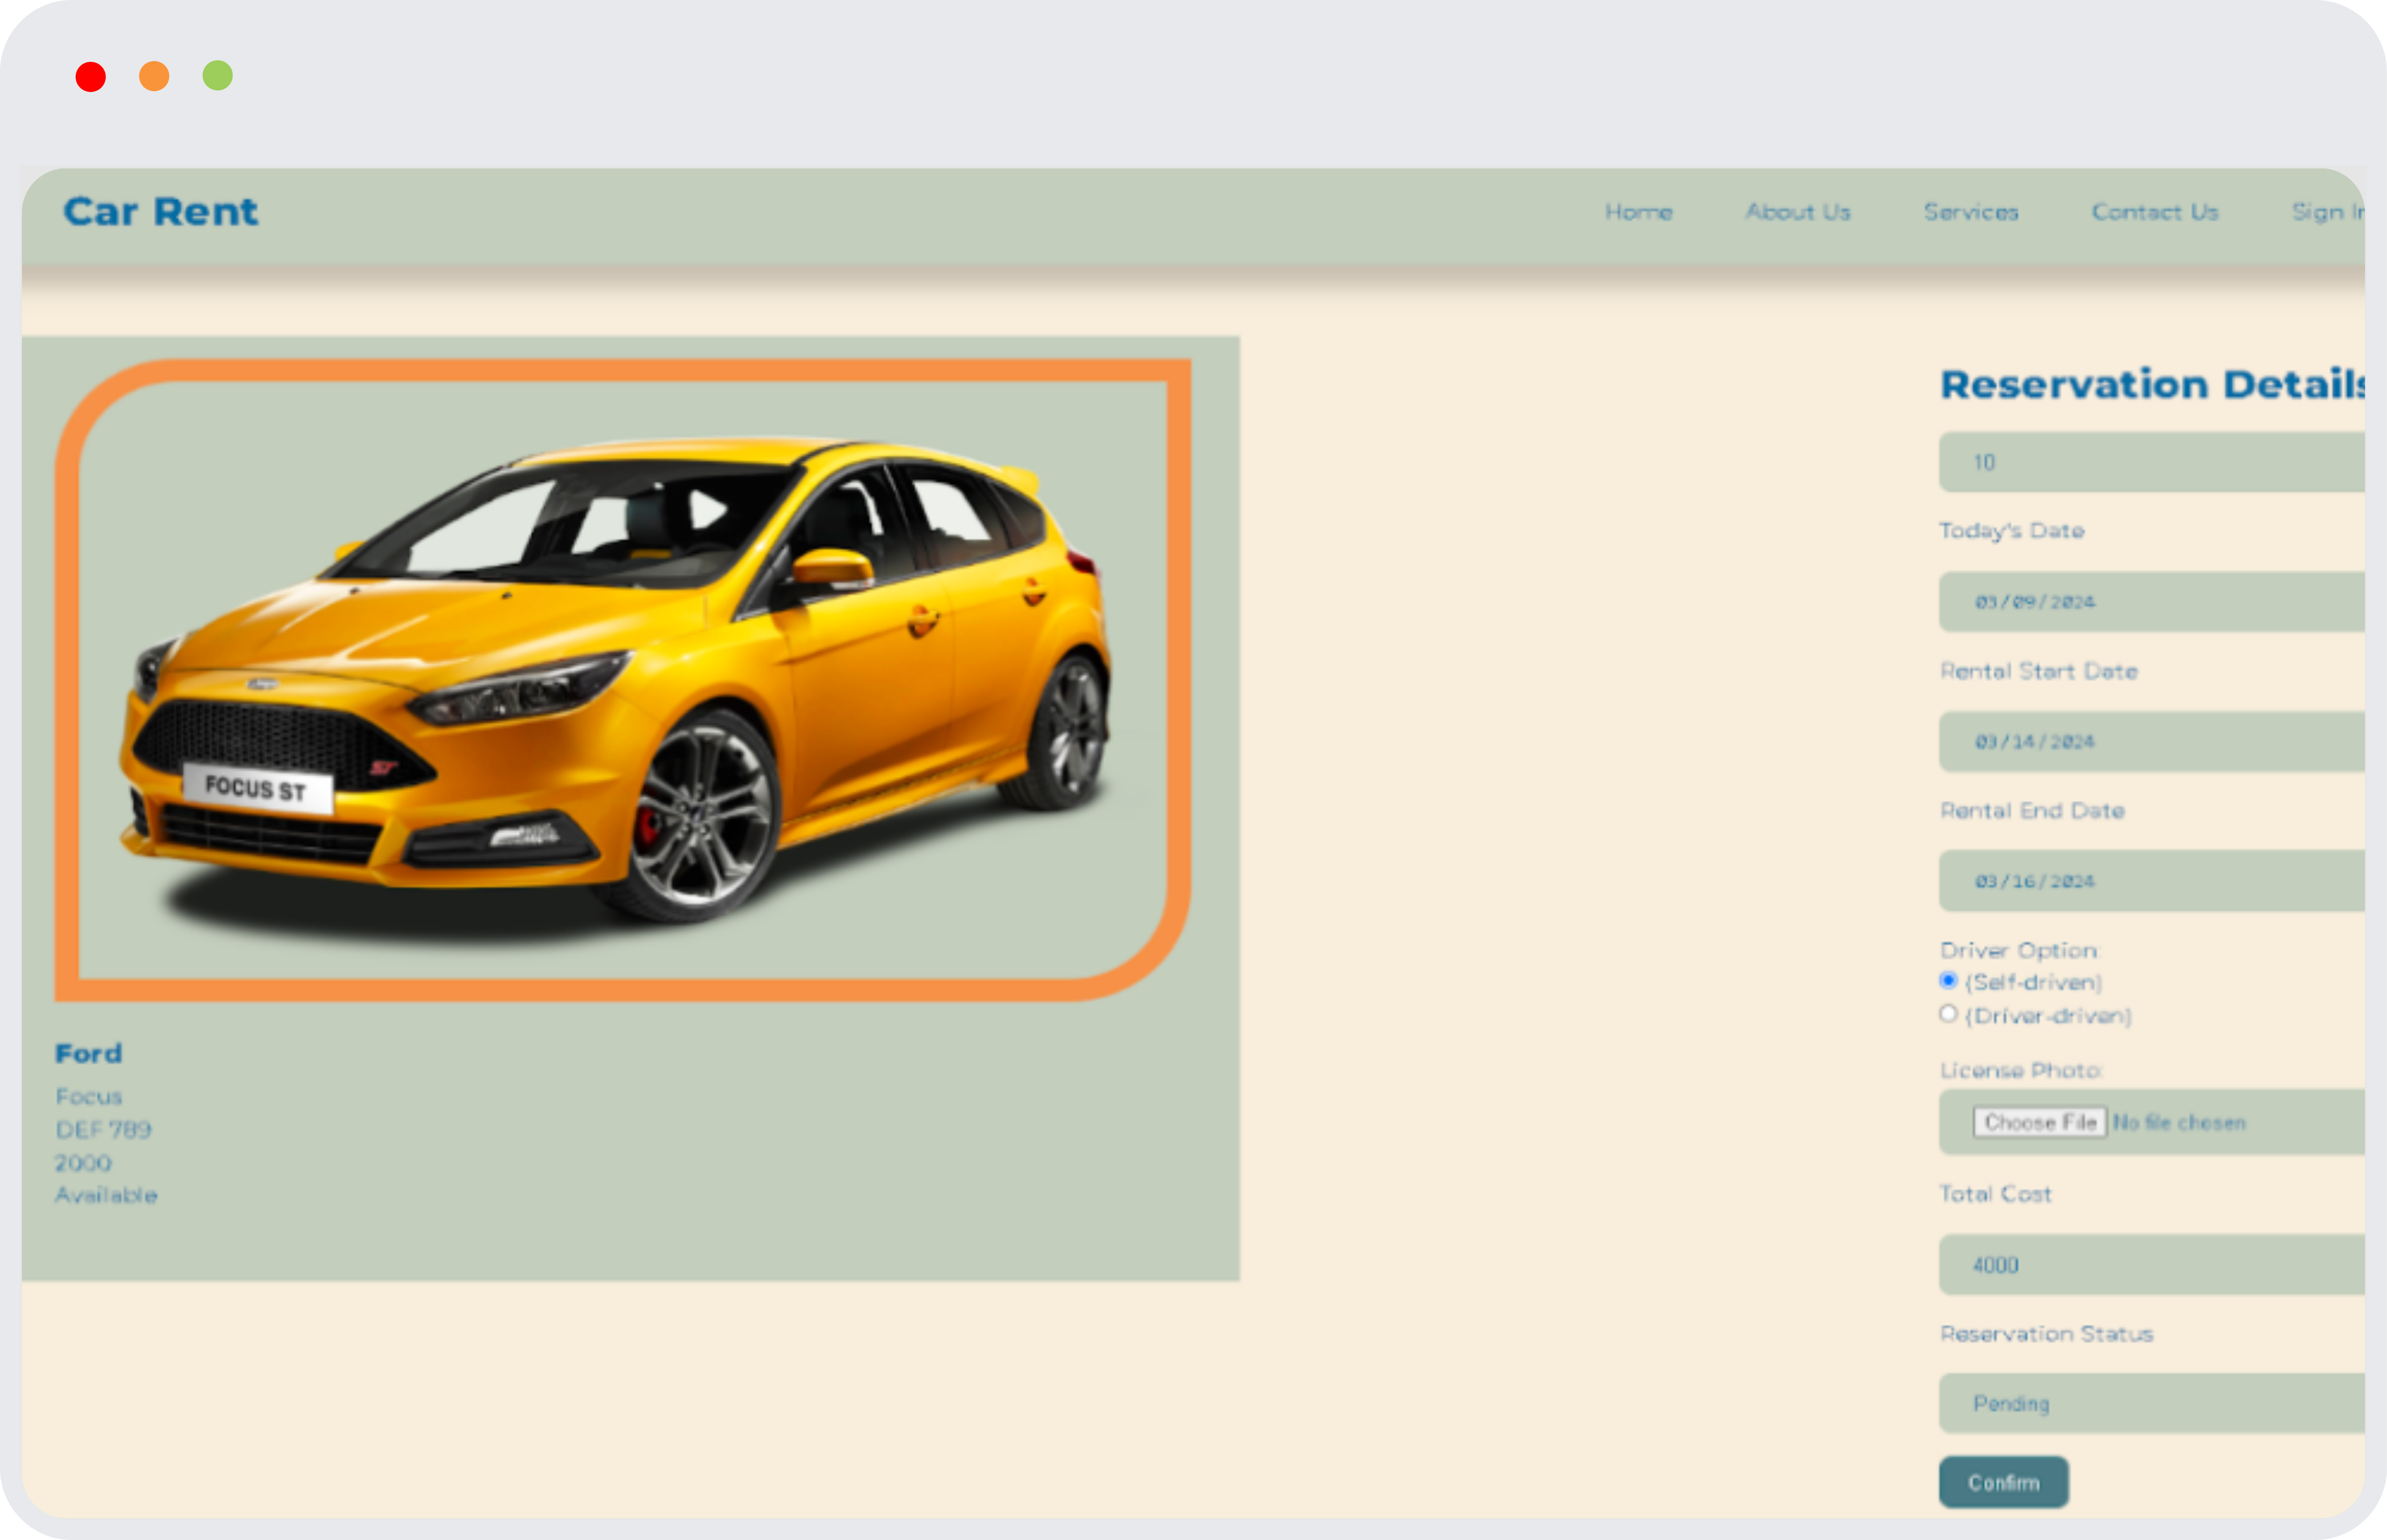 Car Rent
Home About Us Services Contact Us Sign In
FOCUS ST
ST
Ford
Focus
DEF 789
2000
Available
Reservation Details
10
Today's Date
03/09/2024
Rental Start Date
03/14/2024
Rental End Date
03/16/2024
Driver Option:
(Self-driven)
(Driver-driven)
License Photo:
Choose File No file chosen
Total Cost
4000
Reservation Status
Pending
Confirm